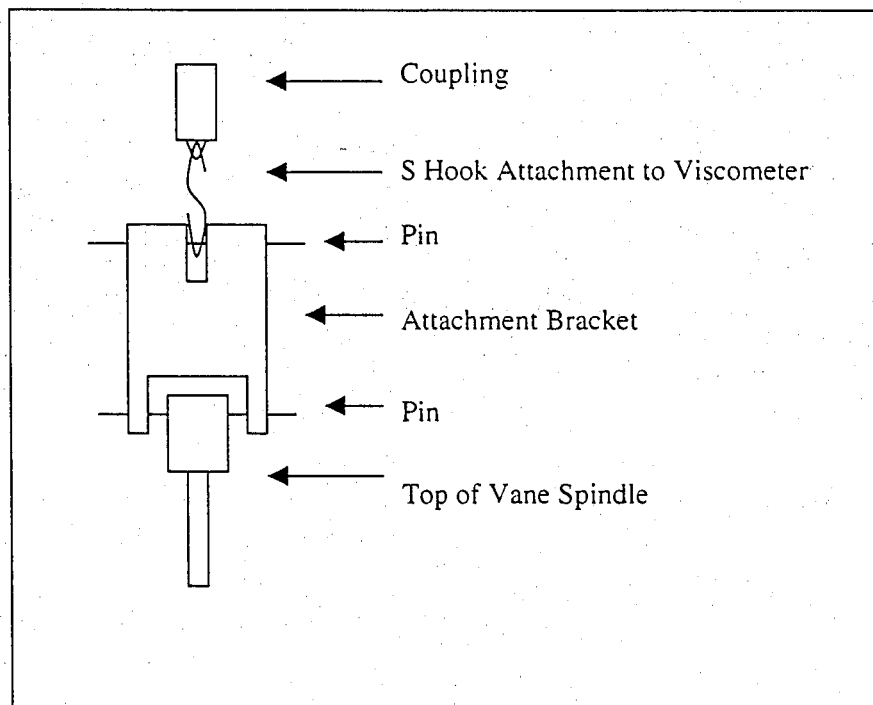 Coupling
S Hook Attachment to Viscometer
Pin
Attachment Bracket
Pin
Top of Vane Spindle